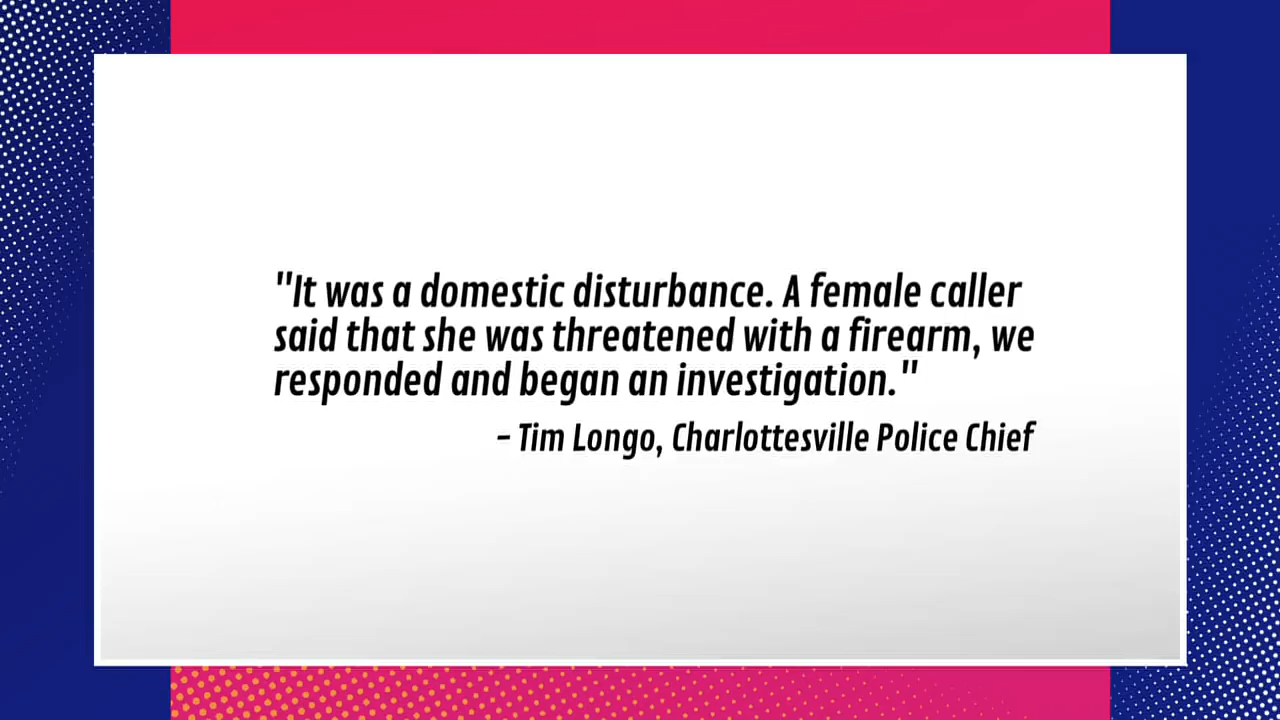 "It was a domestic disturbance. A female caller
said that she was threatened with a firearm, we
responded and began an investigation."
- Tim Longo, Charlottesville Police Chief